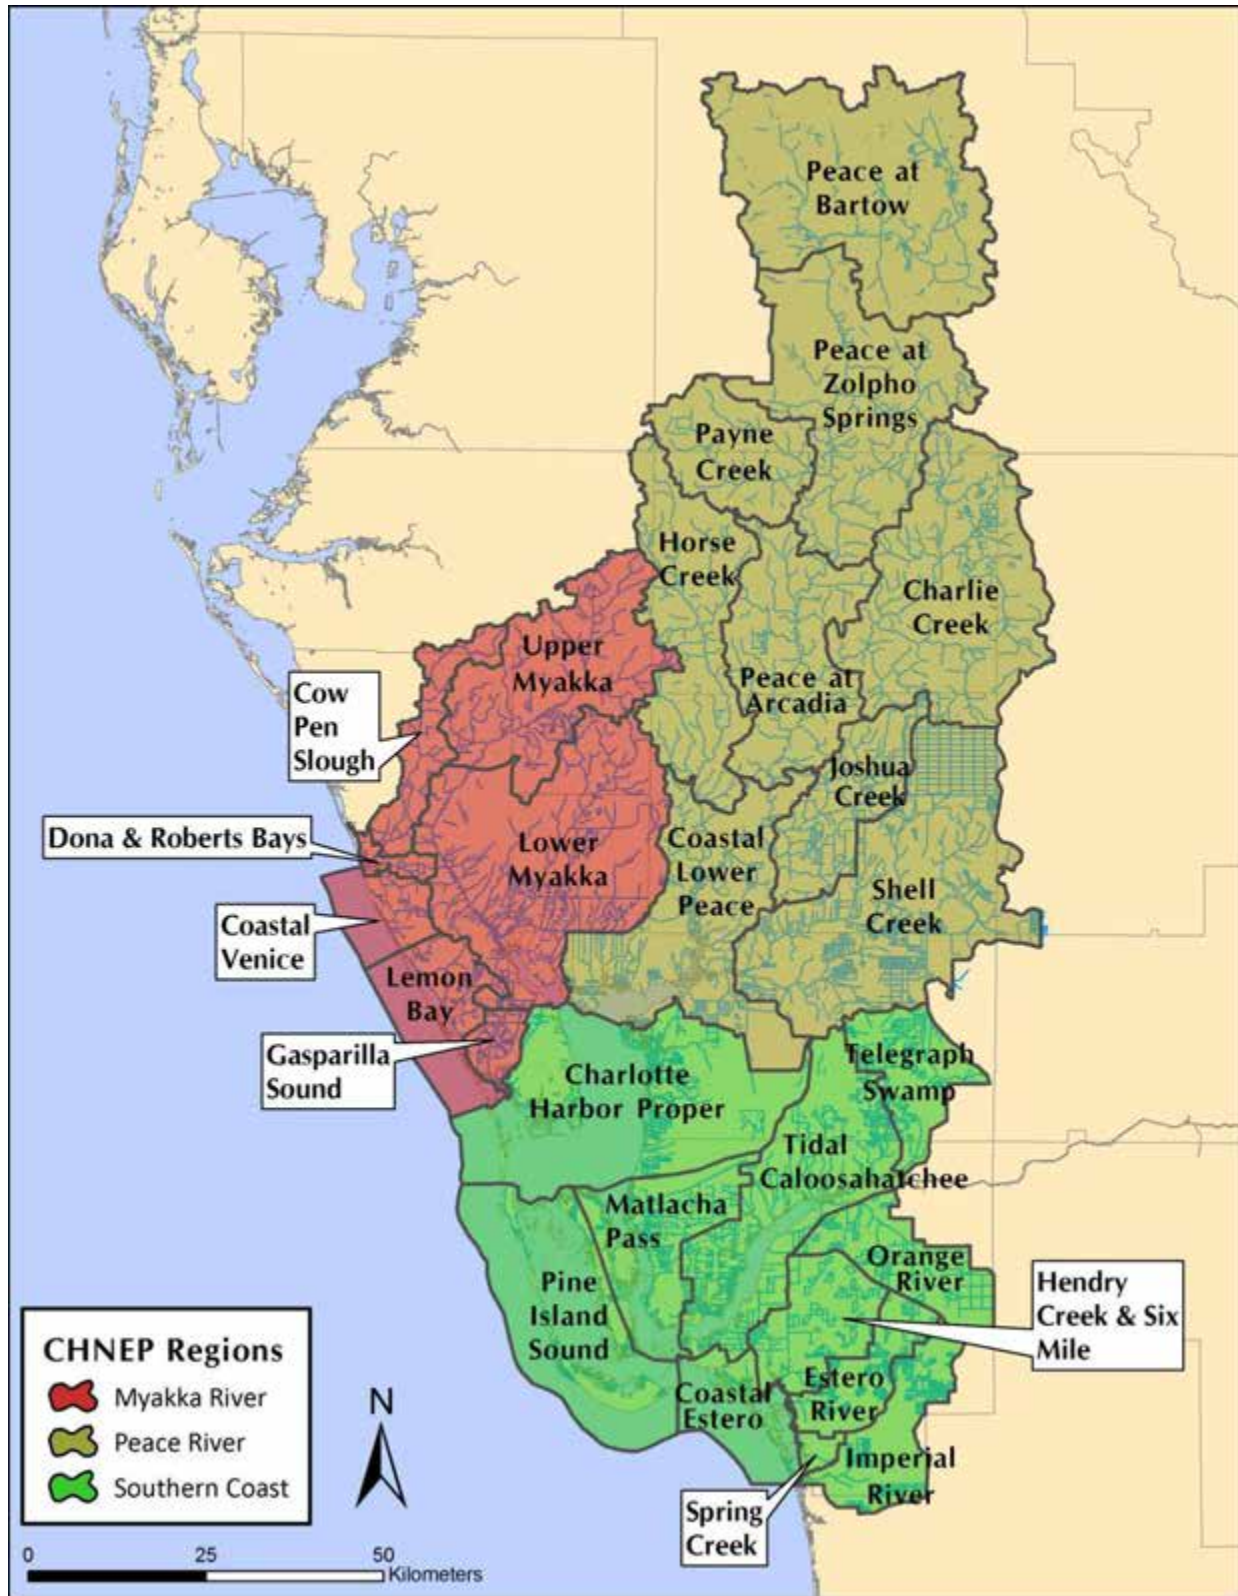 Peace at
Bartow
Peace at
Zolpho
Springs
Payne
Creek
Horse
Creek
Charlie
Creek
Upper
Myakka
Peace at
Arcadia
Cow
Pen
Slough
Joshua
Creek
Dona & Roberts Bays
Lower
Myakka
Coastal
Lower
Peace
Shell
Creek
Coastal
Venice
Lemon
Bay
Gasparilla
Sound
Charlotte
Harbor Proper
Telegraph
Swamp
Tidal
Caloosahatchee
Matlacha
Pass
Orange
River
Pine
Island
Sound
Hendry
Creek & Six
Mile
Coastal
Estero
Estero
River
Imperial
River
Spring
Creek
CHNEP Regions
Myakka River
Peace River
Southern Coast
N
0 25 50
Kilometers